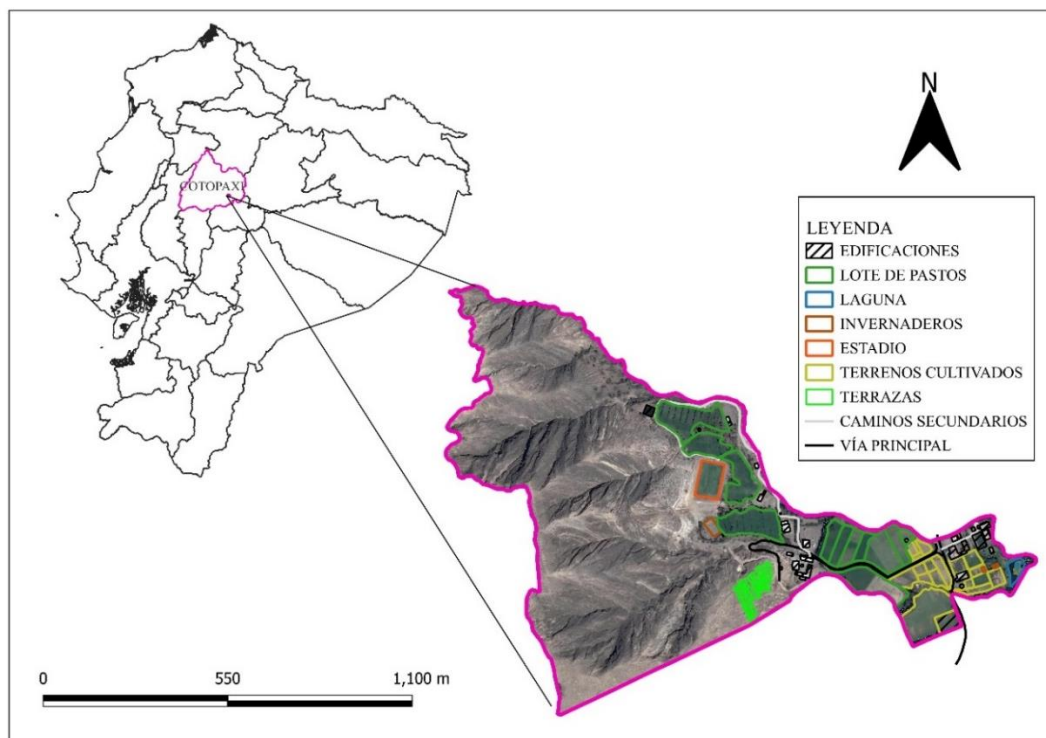 N
COTOPAXI
LEYENDA
EDIFICACIONES
LOTE DE PASTOS
LAGUNA
INVERNADEROS
ESTADIO
TERRENOS CULTIVADOS
TERRAZAS
CAMINOS SECUNDARIOS
VÍA PRINCIPAL
0 550 1,100 m